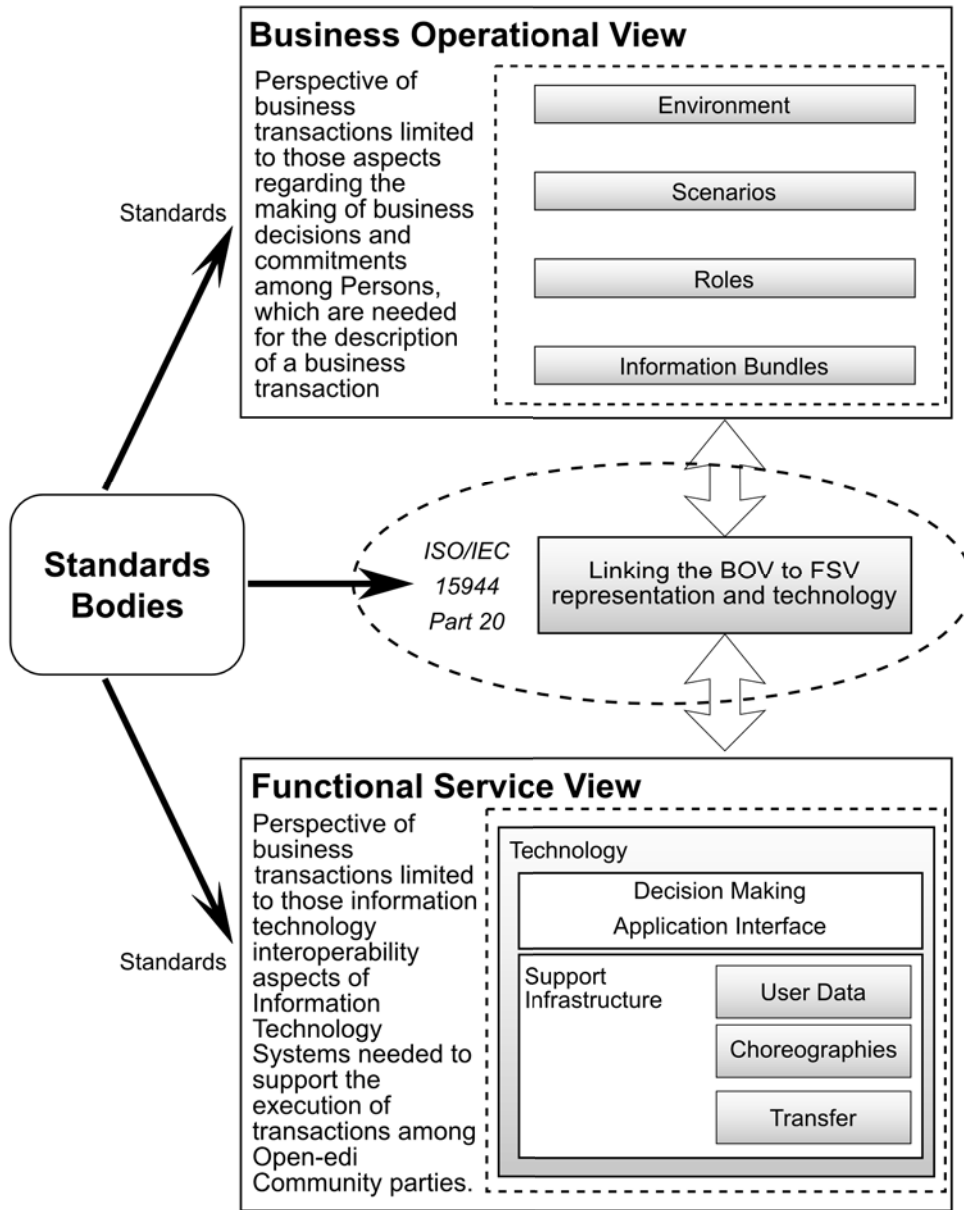 Business Operational View
Perspective of
business
transactions limited
to those aspects
regarding the
making of business
decisions and
commitments
among Persons,
which are needed
for the description
of a business
transaction
Environment
Scenarios
Roles
Information Bundles
Standards
Standards
Bodies
ISO/IEC
15944
Part 20
Linking the BOV to FSV
representation and technology
Standards
Functional Service View
Perspective of
business
transactions limited
to those information
technology
interoperability
aspects of
Information
Technology
Systems needed to
support the
execution of
transactions among
Open-edi
Community parties.
Technology
Decision Making
Application Interface
Support
Infrastructure
User Data
Choreographies
Transfer